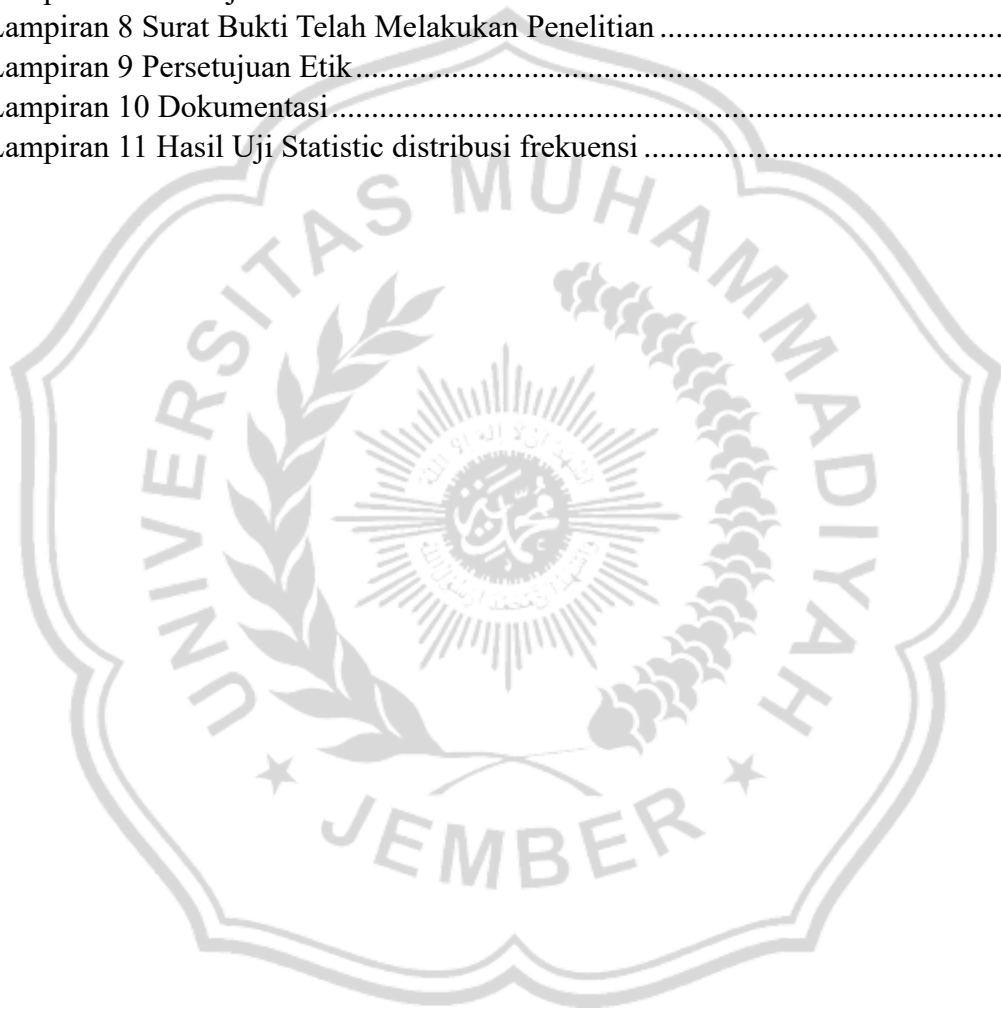 Lampiran 8 Surat Bukti Telah Melakukan Penelitian ........................................
Lampiran 9 Persetujuan Etik ........................................
Lampiran 10 Dokumentasi ........................................
Lampiran 11 Hasil Uji Statistic distribusi frekuensi ........................................
UNIVERSITAS MUHAMMADIYAH
JEMBER